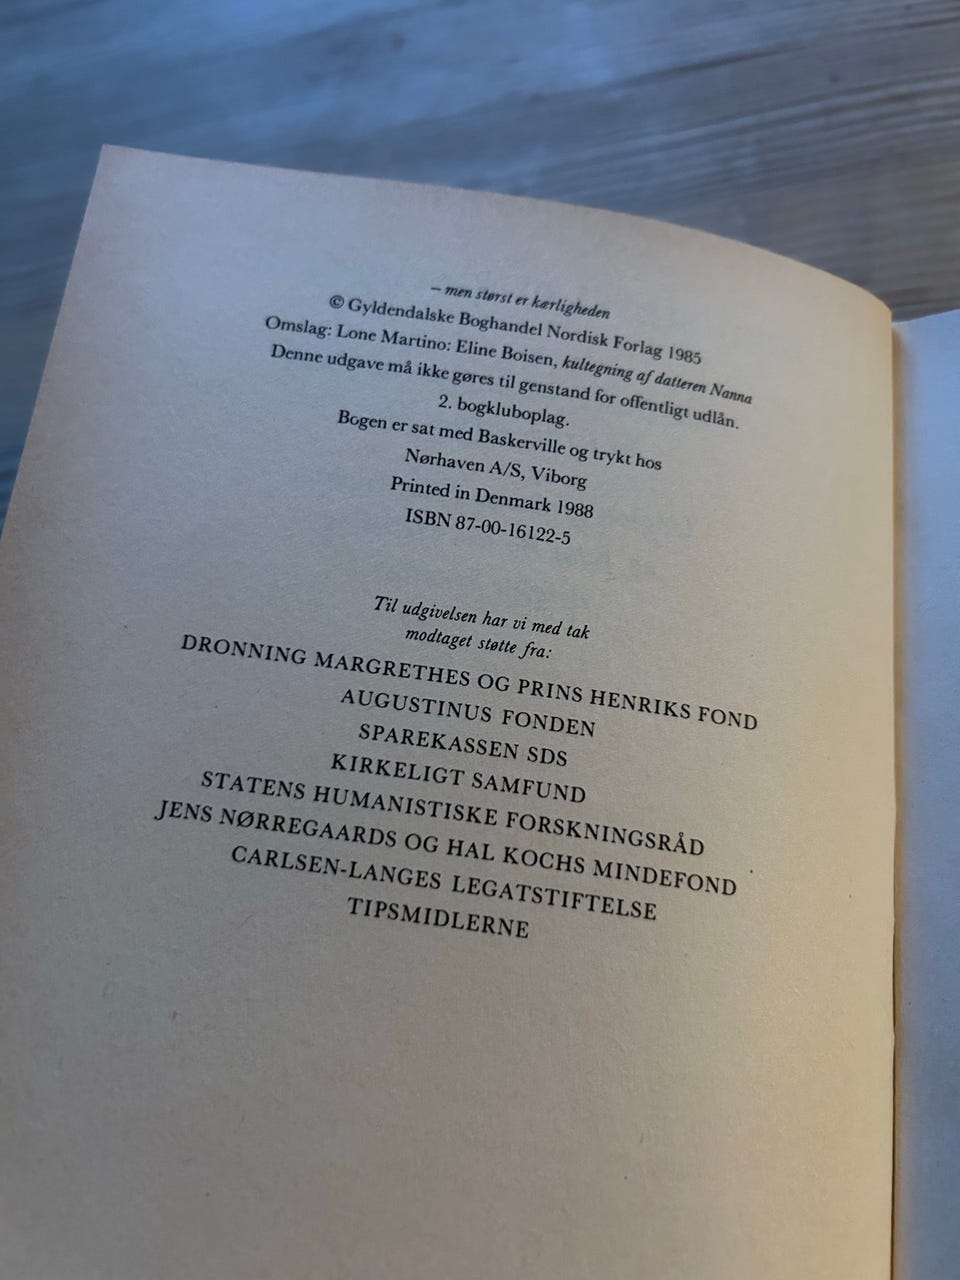 – men størst er kærligheden
© Gyldendalske Boghandel Nordisk Forlag 1985
Omslag: Lone Martino: Eline Boisen, kultegning af datteren Nanna
Denne udgave må ikke gøres til genstand for offentligt udlån.
2. bogkluboplag.
Bogen er sat med Baskerville og trykt hos
Nørhaven A/S, Viborg
Printed in Denmark 1988
ISBN 87-00-16122-5
Til udgivelsen har vi med tak
modtaget støtte fra:
DRONNING MARGRETHES OG PRINS HENRIKS FOND
AUGUSTINUS FONDEN
SPAREKASSEN SDS
KIRKELIGT SAMFUND
STATENS HUMANISTISKE FORSKNINGSRÅD
JENS NØRREGAARDS OG HAL KOCHS MINDEFOND
CARLSEN-LANGES LEGATSTIFTELSE
TIPSMIDLERNE